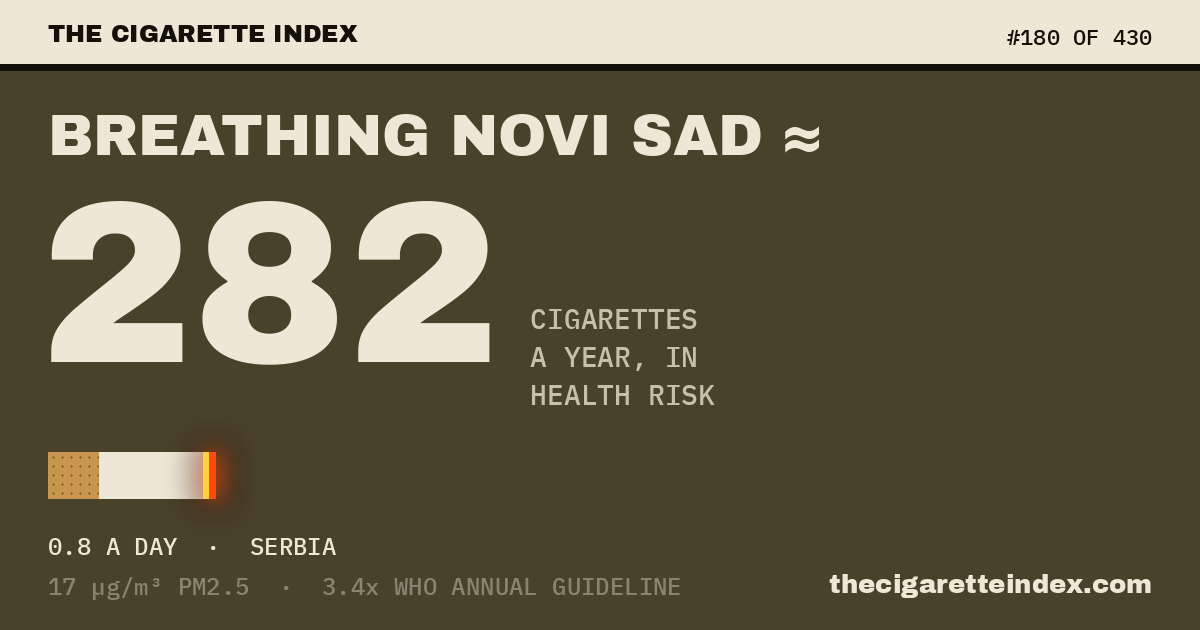 THE CIGARETTE INDEX
#180 OF 430
BREATHING NOVI SAD ≈
282
CIGARETTES
A YEAR, IN
HEALTH RISK
0.8 A DAY · SERBIA
17 µg/m³ PM2.5 · 3.4x WHO ANNUAL GUIDELINE
thecigaretteindex.com